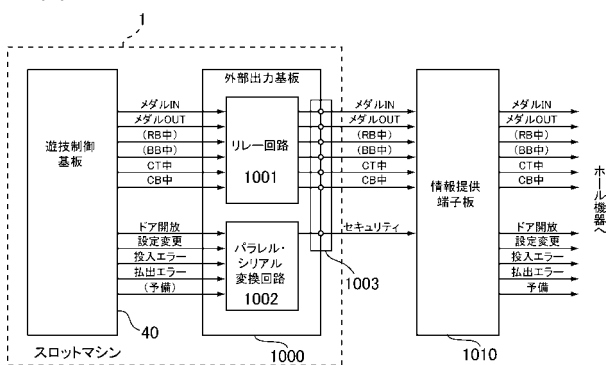 1
外部出力基板
遊技制御
基板
メダルIN
メダルOUT
(RB中)
(BB中)
CT中
CB中
リレー回路
1001
メダルIN
メダルOUT
(RB中)
(BB中)
CT中
CB中
情報提供
端子板
メダルIN
メダルOUT
(RB中)
(BB中)
CT中
CB中
ホール機器へ
ドア開放
設定変更
投入エラー
払出エラー
(予備)
パラレル・
シリアル
変換回路
1002
セキュリティ
1003
ドア開放
設定変更
投入エラー
払出エラー
予備
40
スロットマシン
1000
1010